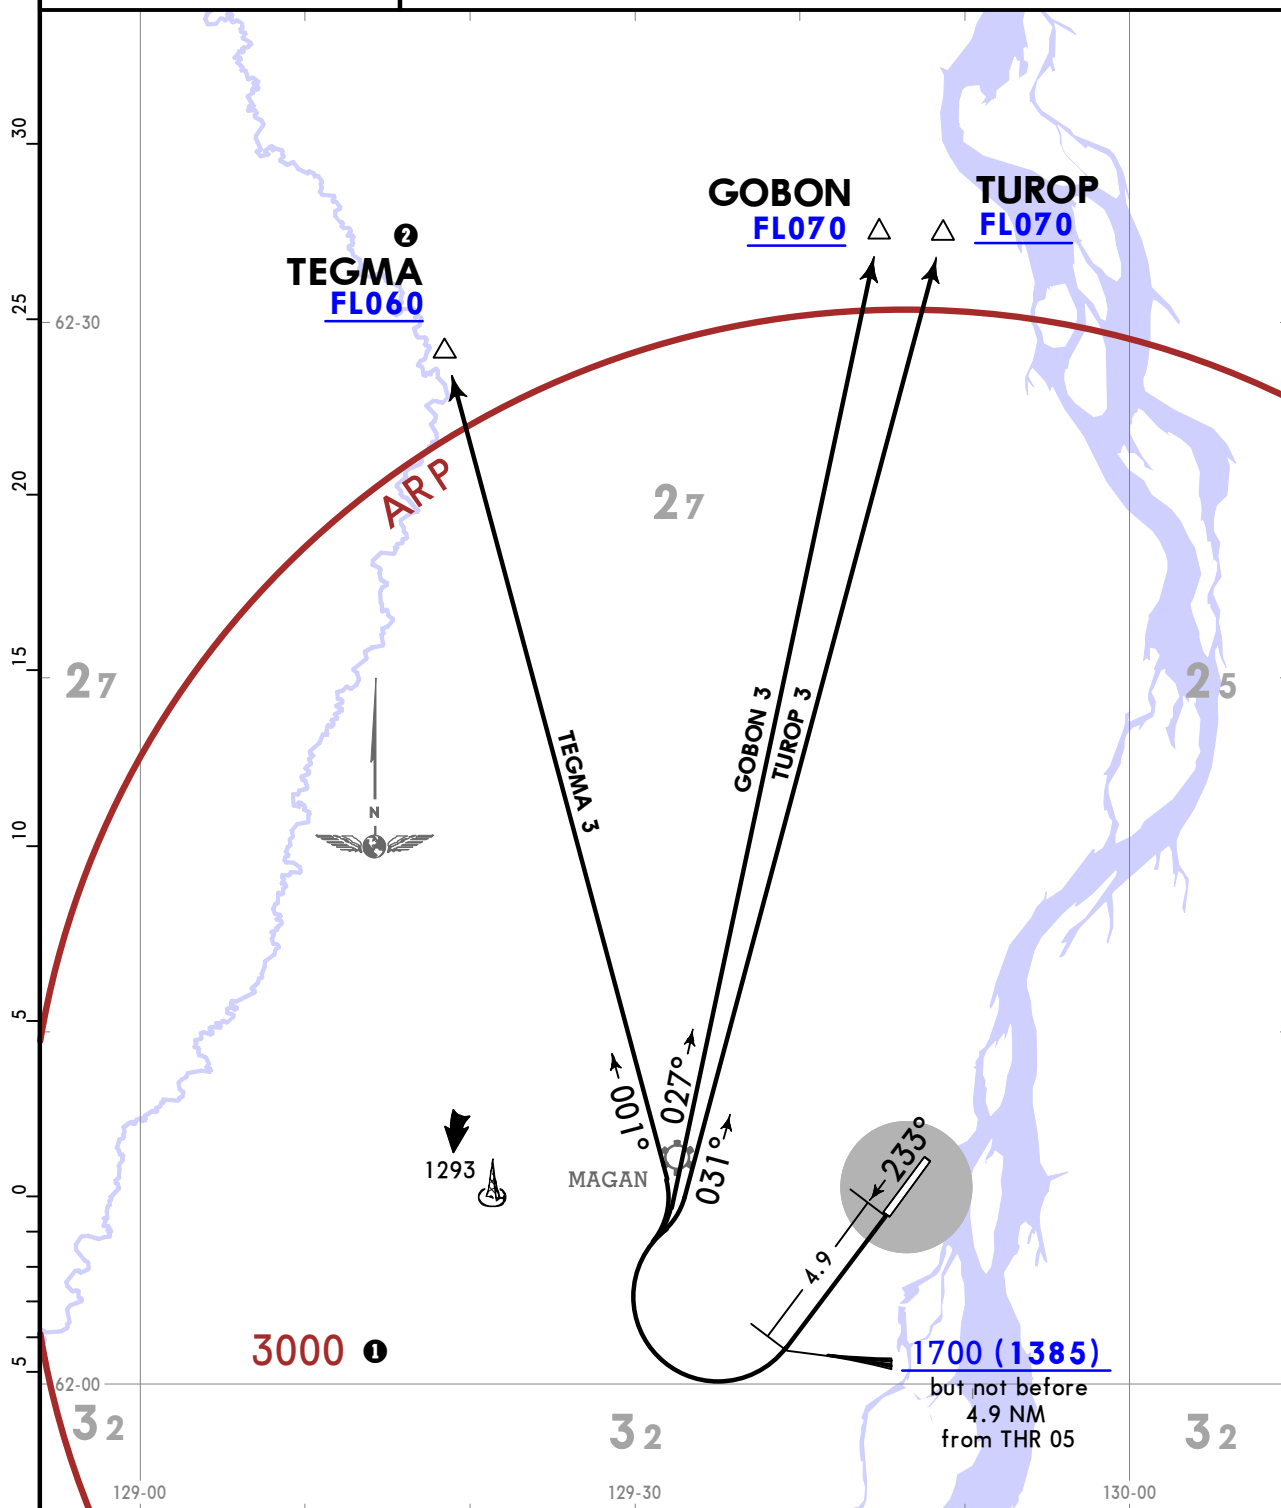 30
GOBON
TUROP
FL070
FL070
❷
TEGMA
FL060
25
62-30
ARP
20
27
15
27
25
GOBON 3
TUROP 3
TEGMA 3
N
10
5
001°
027°
031°
233°
1293
MAGAN
0
4.9
3000 ❶
1700 (1385)
but not before
4.9 NM
from THR 05
5
62-00
32
32
32
129-00
129-30
130-00